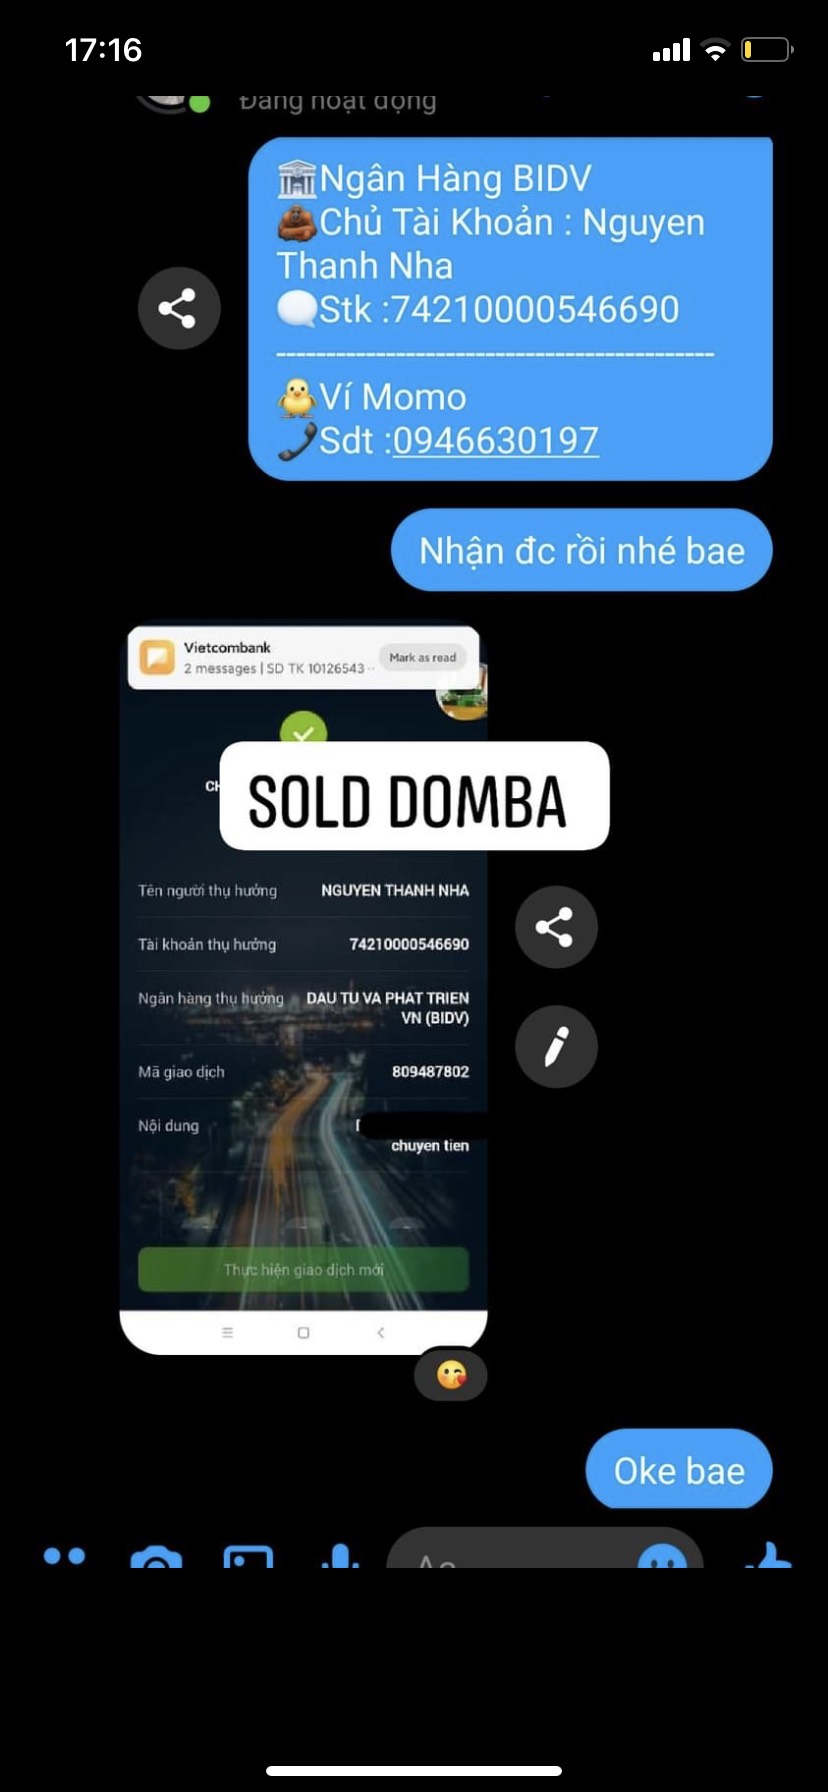 17:16
Đang hoạt động
Ngân Hàng BIDV
Chủ Tài Khoản : Nguyen
Thanh Nha
Stk :74210000546690
--------------------------------------------
Ví Momo
Sdt :0946630197
Nhận đc rồi nhé bae
Vietcombank
2 messages | SD TK 10126543 ··
Mark as read
SOLD DOMBA
Tên người thụ hưởng NGUYEN THANH NHA
Tài khoản thụ hưởng 74210000546690
Ngân hàng thụ hưởng DAU TU VA PHAT TRIEN
VN (BIDV)
Mã giao dịch 809487802
Nội dung
chuyen tien
Thực hiện giao dịch mới
Oke bae
Aa